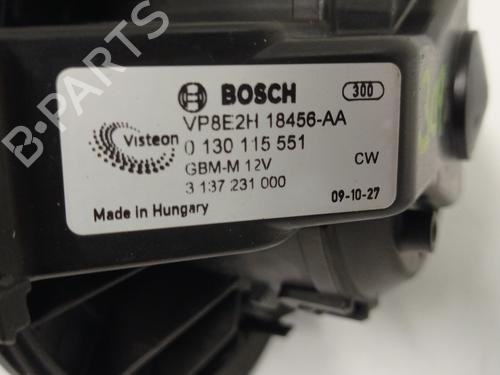 B-PARTS
BOSCH
300
VP8E2H 18456-AA
Visteon
0 130 115 551
GBM-M 12V
CW
3 137 231 000
09-10-27
Made in Hungary